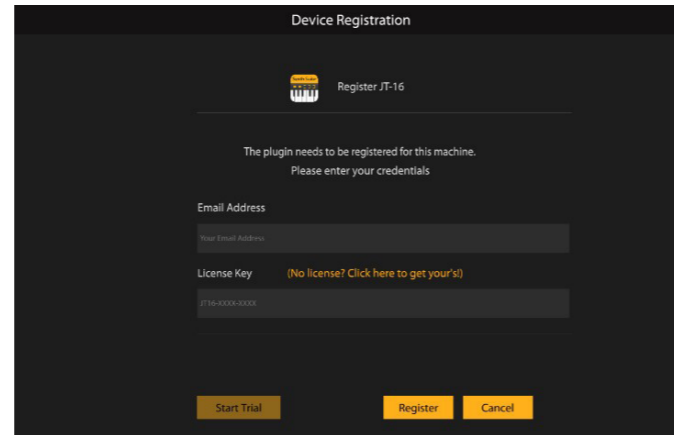 Device Registration
Register JT-16
The plugin needs to be registered for this machine.
Please enter your credentials
Email Address
Your Email Address
License Key (No license? Click here to get your's!)
JT16-XXXX-XXXX
Start Trial Register Cancel